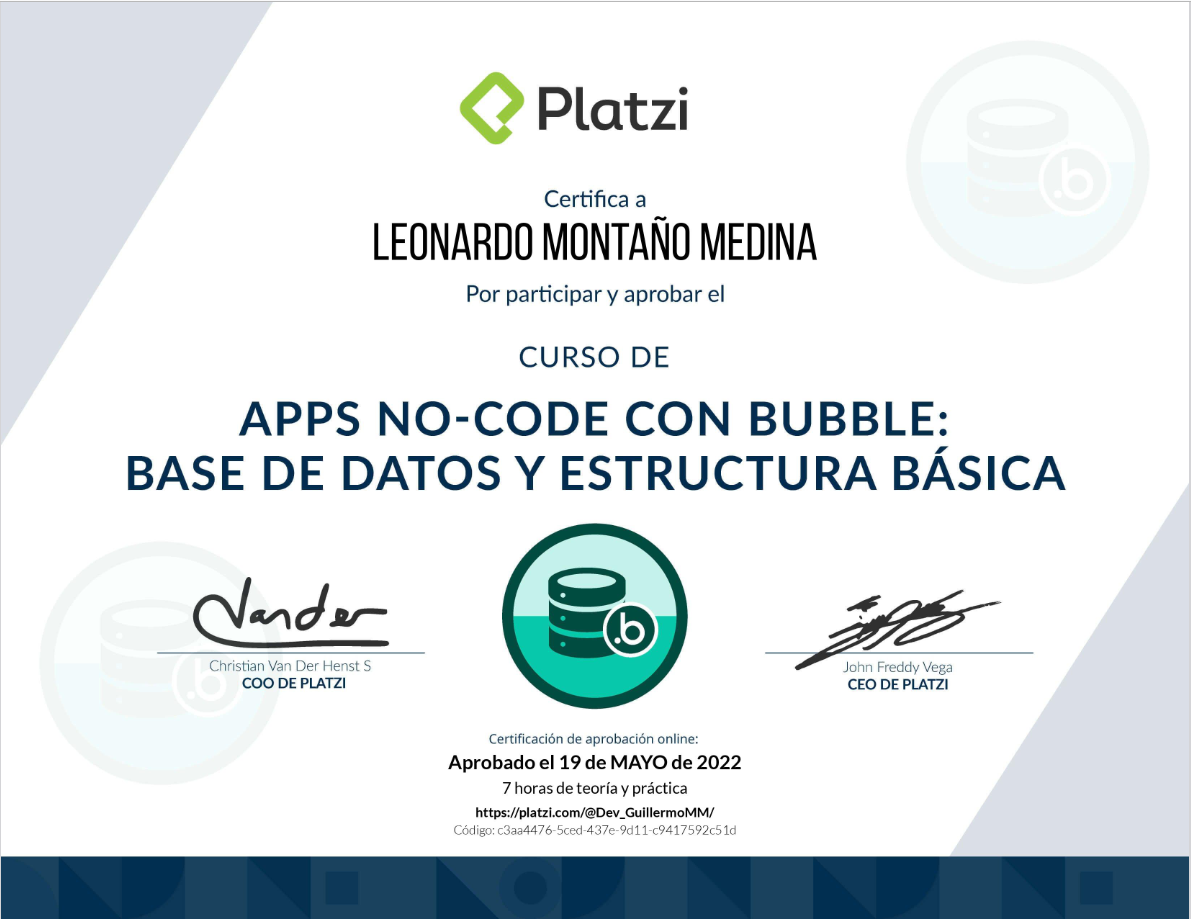 Platzi
Certifica a
LEONARDO MONTAÑO MEDINA
Por participar y aprobar el
CURSO DE
APPS NO-CODE CON BUBBLE:
BASE DE DATOS Y ESTRUCTURA BÁSICA
Vander
.b
Christian Van Der Henst S
COO DE PLATZI
John Freddy Vega
CEO DE PLATZI
Certificación de aprobación online:
Aprobado el 19 de MAYO de 2022
7 horas de teoría y práctica
https://platzi.com/@Dev_GuillermoMM/
Código: c3aa4476-5ced-437e-9d11-c9417592c51d